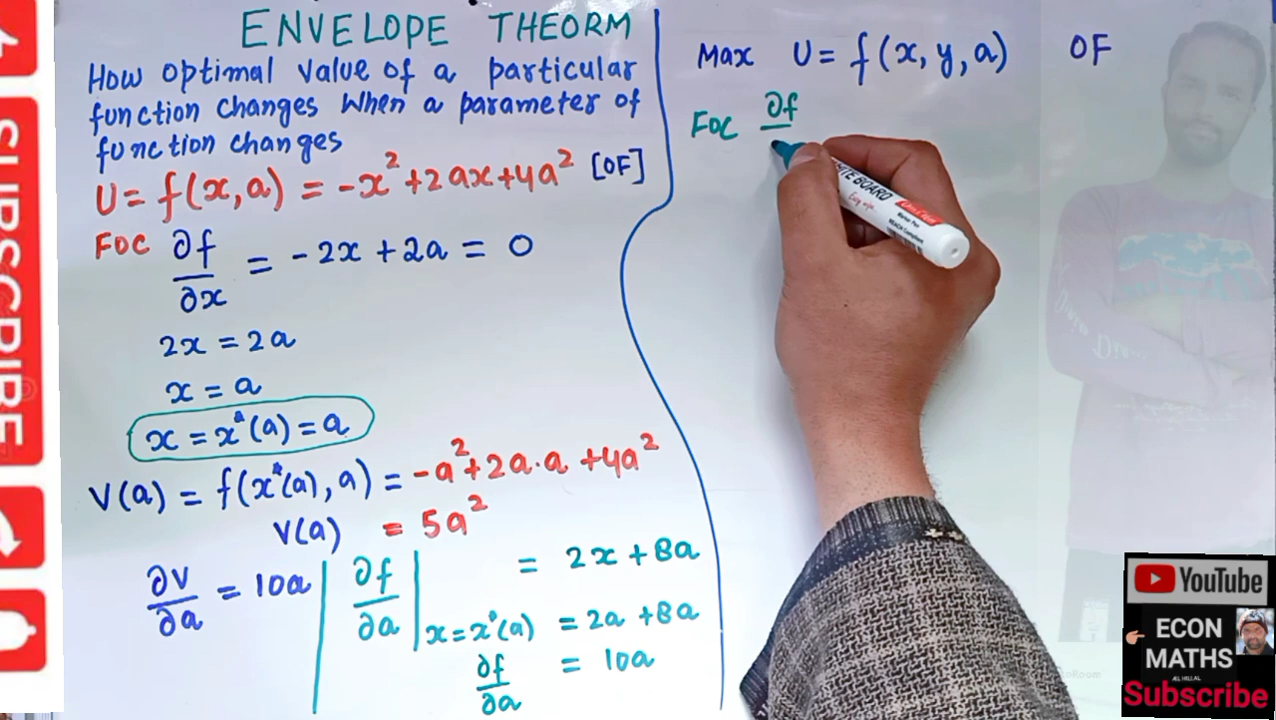 ENVELOPE THEORM
How optimal value of a particular
function changes when a parameter of
function changes
U = f(x,a) = -x² + 2ax + 4a² [OF]
FOC ∂f/∂x = -2x + 2a = 0
2x = 2a
x = a
x = x*(a) = a
V(a) = f(x*(a), a) = -a² + 2a·a + 4a²
V(a) = 5a²
∂V/∂a = 10a | ∂f/∂a | = 2x + 8a
x = x*(a) = 2a + 8a
∂f/∂a = 10a
Max U = f(x, y, a) OF
FOC ∂f
SUBSCRIBE
YouTube
ECON
MATHS
Subscribe